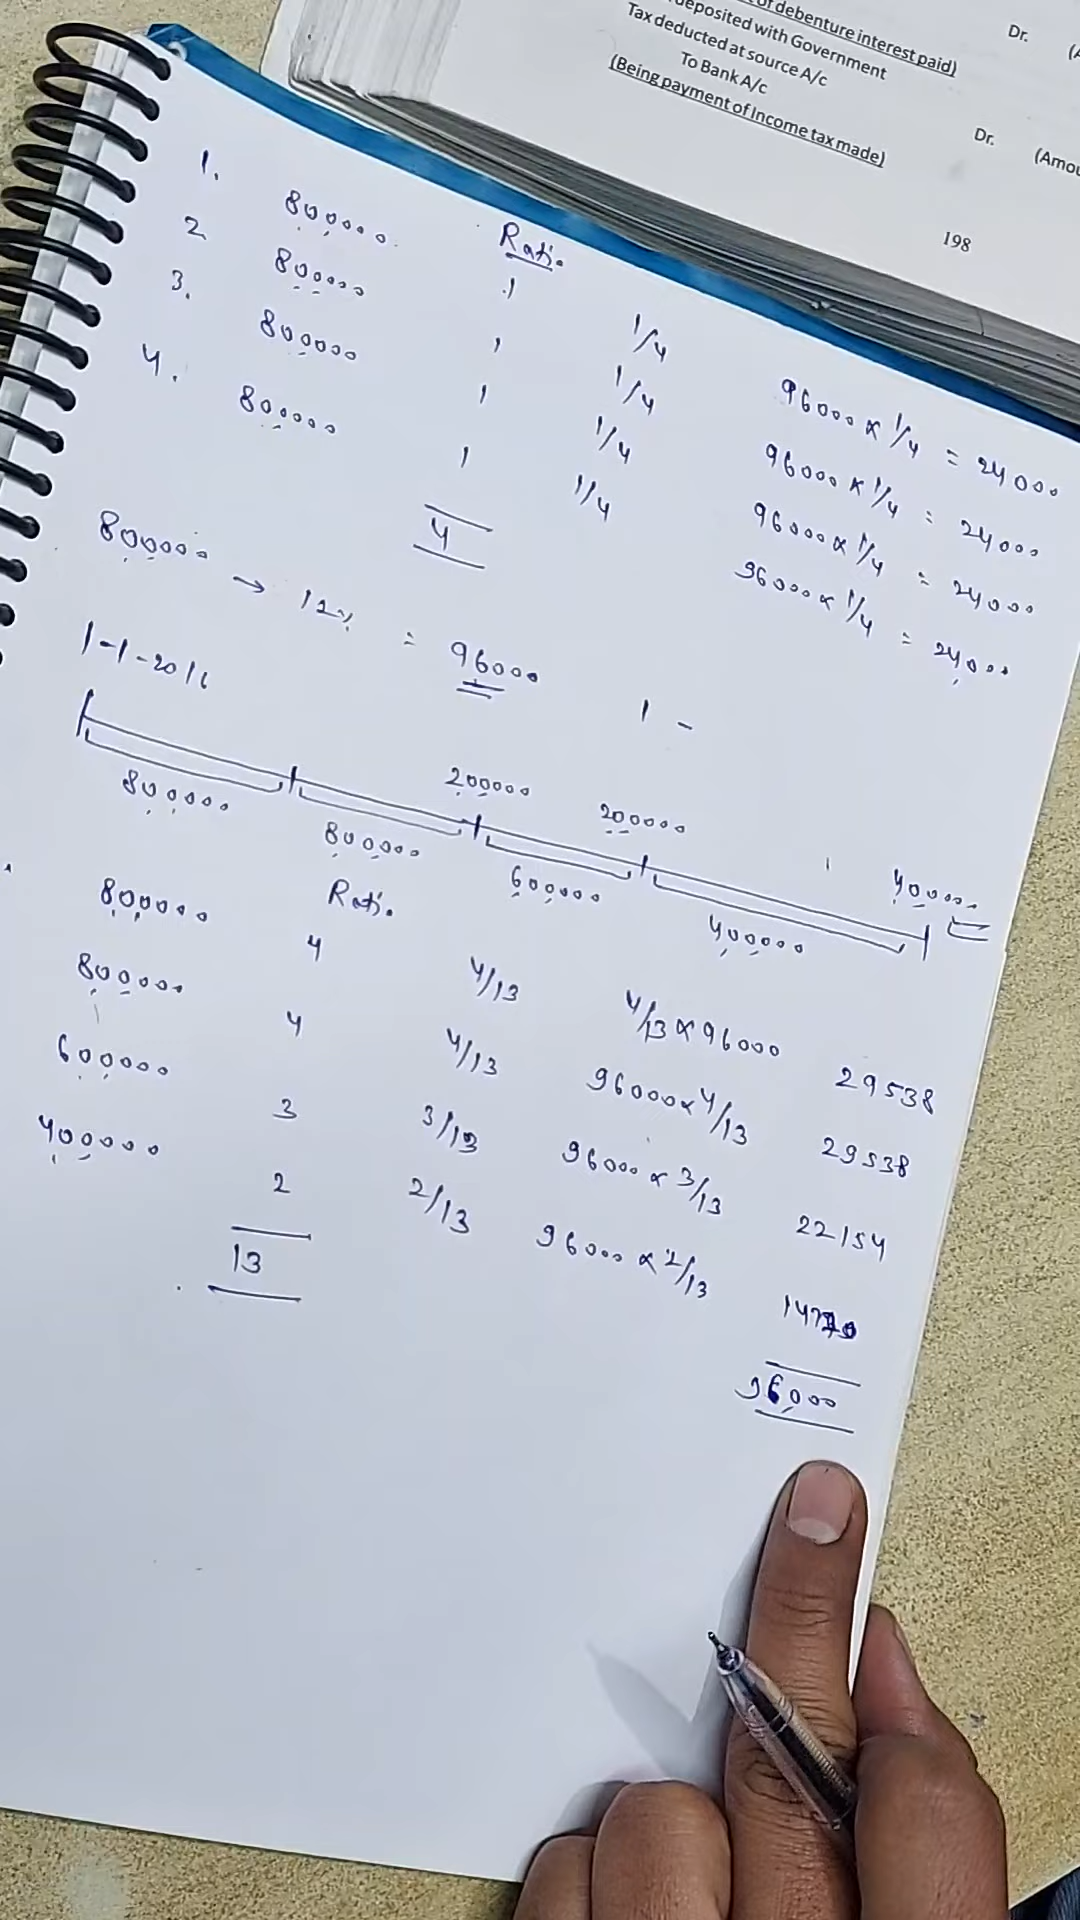 of debenture interest paid)
deposited with Government Dr.
Tax deducted at source A/c
To Bank A/c
(Being payment of Income tax made) Dr. (Amou
198
Ratio
1. 800000 1 1/4 96000 x 1/4 = 24000
2 800000 1 1/4 96000 x 1/4 = 24000
3. 800000 1 1/4 96000 x 1/4 = 24000
4. 800000 1 1/4 96000 x 1/4 = 24000
4
800000 → 12% = 96000
1-1-2016 1 -
200000 200000 400000
800000 800000 600000 400000
Ratio
800000 4 4/13 4/13 x 96000 29538
800000 4 4/13 96000 x 4/13 29538
600000 3 3/13 96000 x 3/13 22154
400000 2 2/13 96000 x 2/13
13
96000